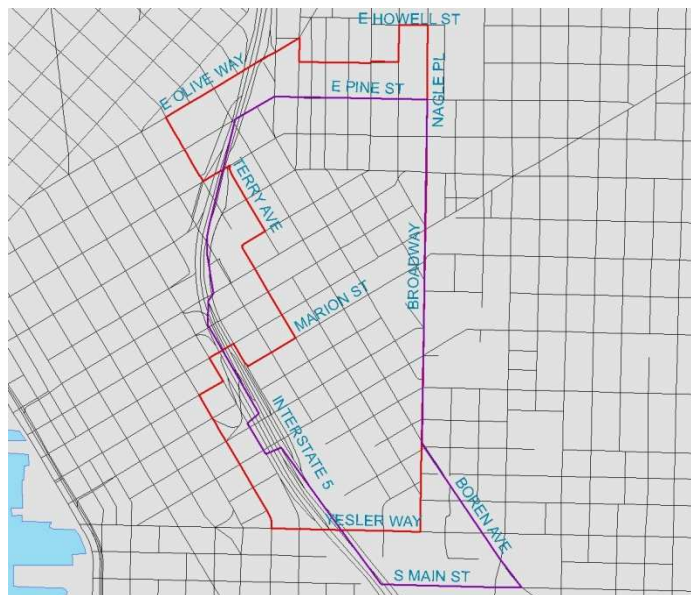 E HOWELL ST
E OLIVE WAY
E PINE ST
NAGLE PL
TERRY AVE
BROADWAY
MARION ST
INTERSTATE 5
BOREN AVE
YESLER WAY
S MAIN ST